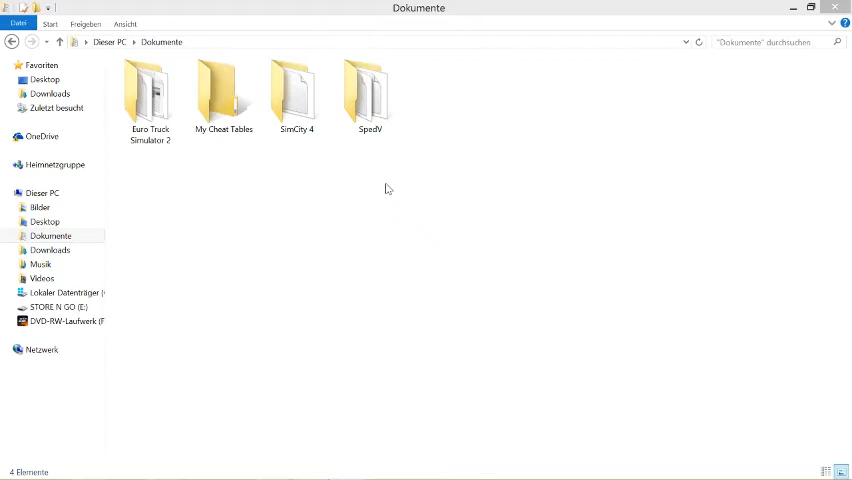 Dokumente
Datei Start Freigeben Ansicht
Dieser PC Dokumente "Dokumente" durchsuchen
Favoriten
Desktop
Downloads
Zuletzt besucht
OneDrive
Heimnetzgruppe
Dieser PC
Bilder
Desktop
Dokumente
Downloads
Musik
Videos
Lokaler Datenträger (
STORE N GO (E:)
DVD-RW-Laufwerk (F
Netzwerk
Euro Truck
Simulator 2
My Cheat Tables
SimCity 4
SpedV
4 Elemente